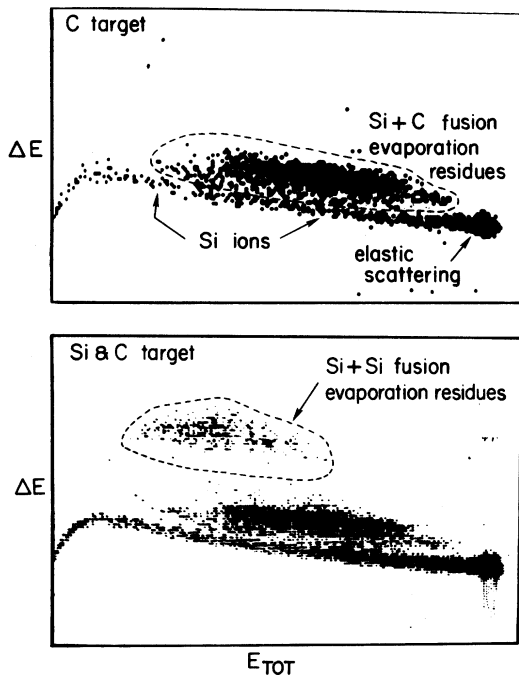 C target
ΔE
Si + C fusion
evaporation
residues
Si ions
elastic
scattering
Si & C target
Si + Si fusion
evaporation residues
ΔE
E_TOT